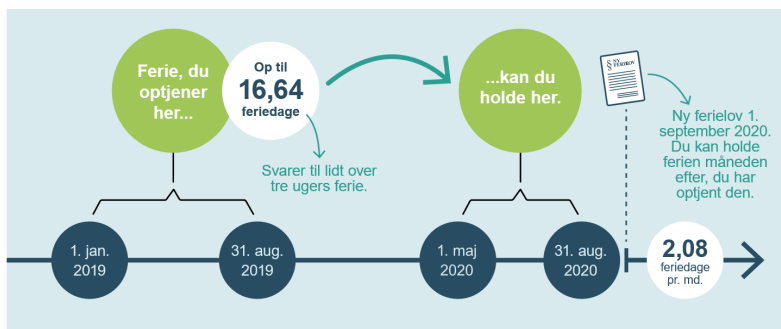 Ferie, du
optjener
her...
Op til
16,64
feriedage
Svarer til lidt over
tre ugers ferie.
...kan du
holde her.
§ NY
FERIELOV
Ny ferielov 1.
september 2020.
Du kan holde
ferien måneden
efter, du har
optjent den.
1. jan.
2019
31. aug.
2019
1. maj
2020
31. aug.
2020
2,08
feriedage
pr. md.